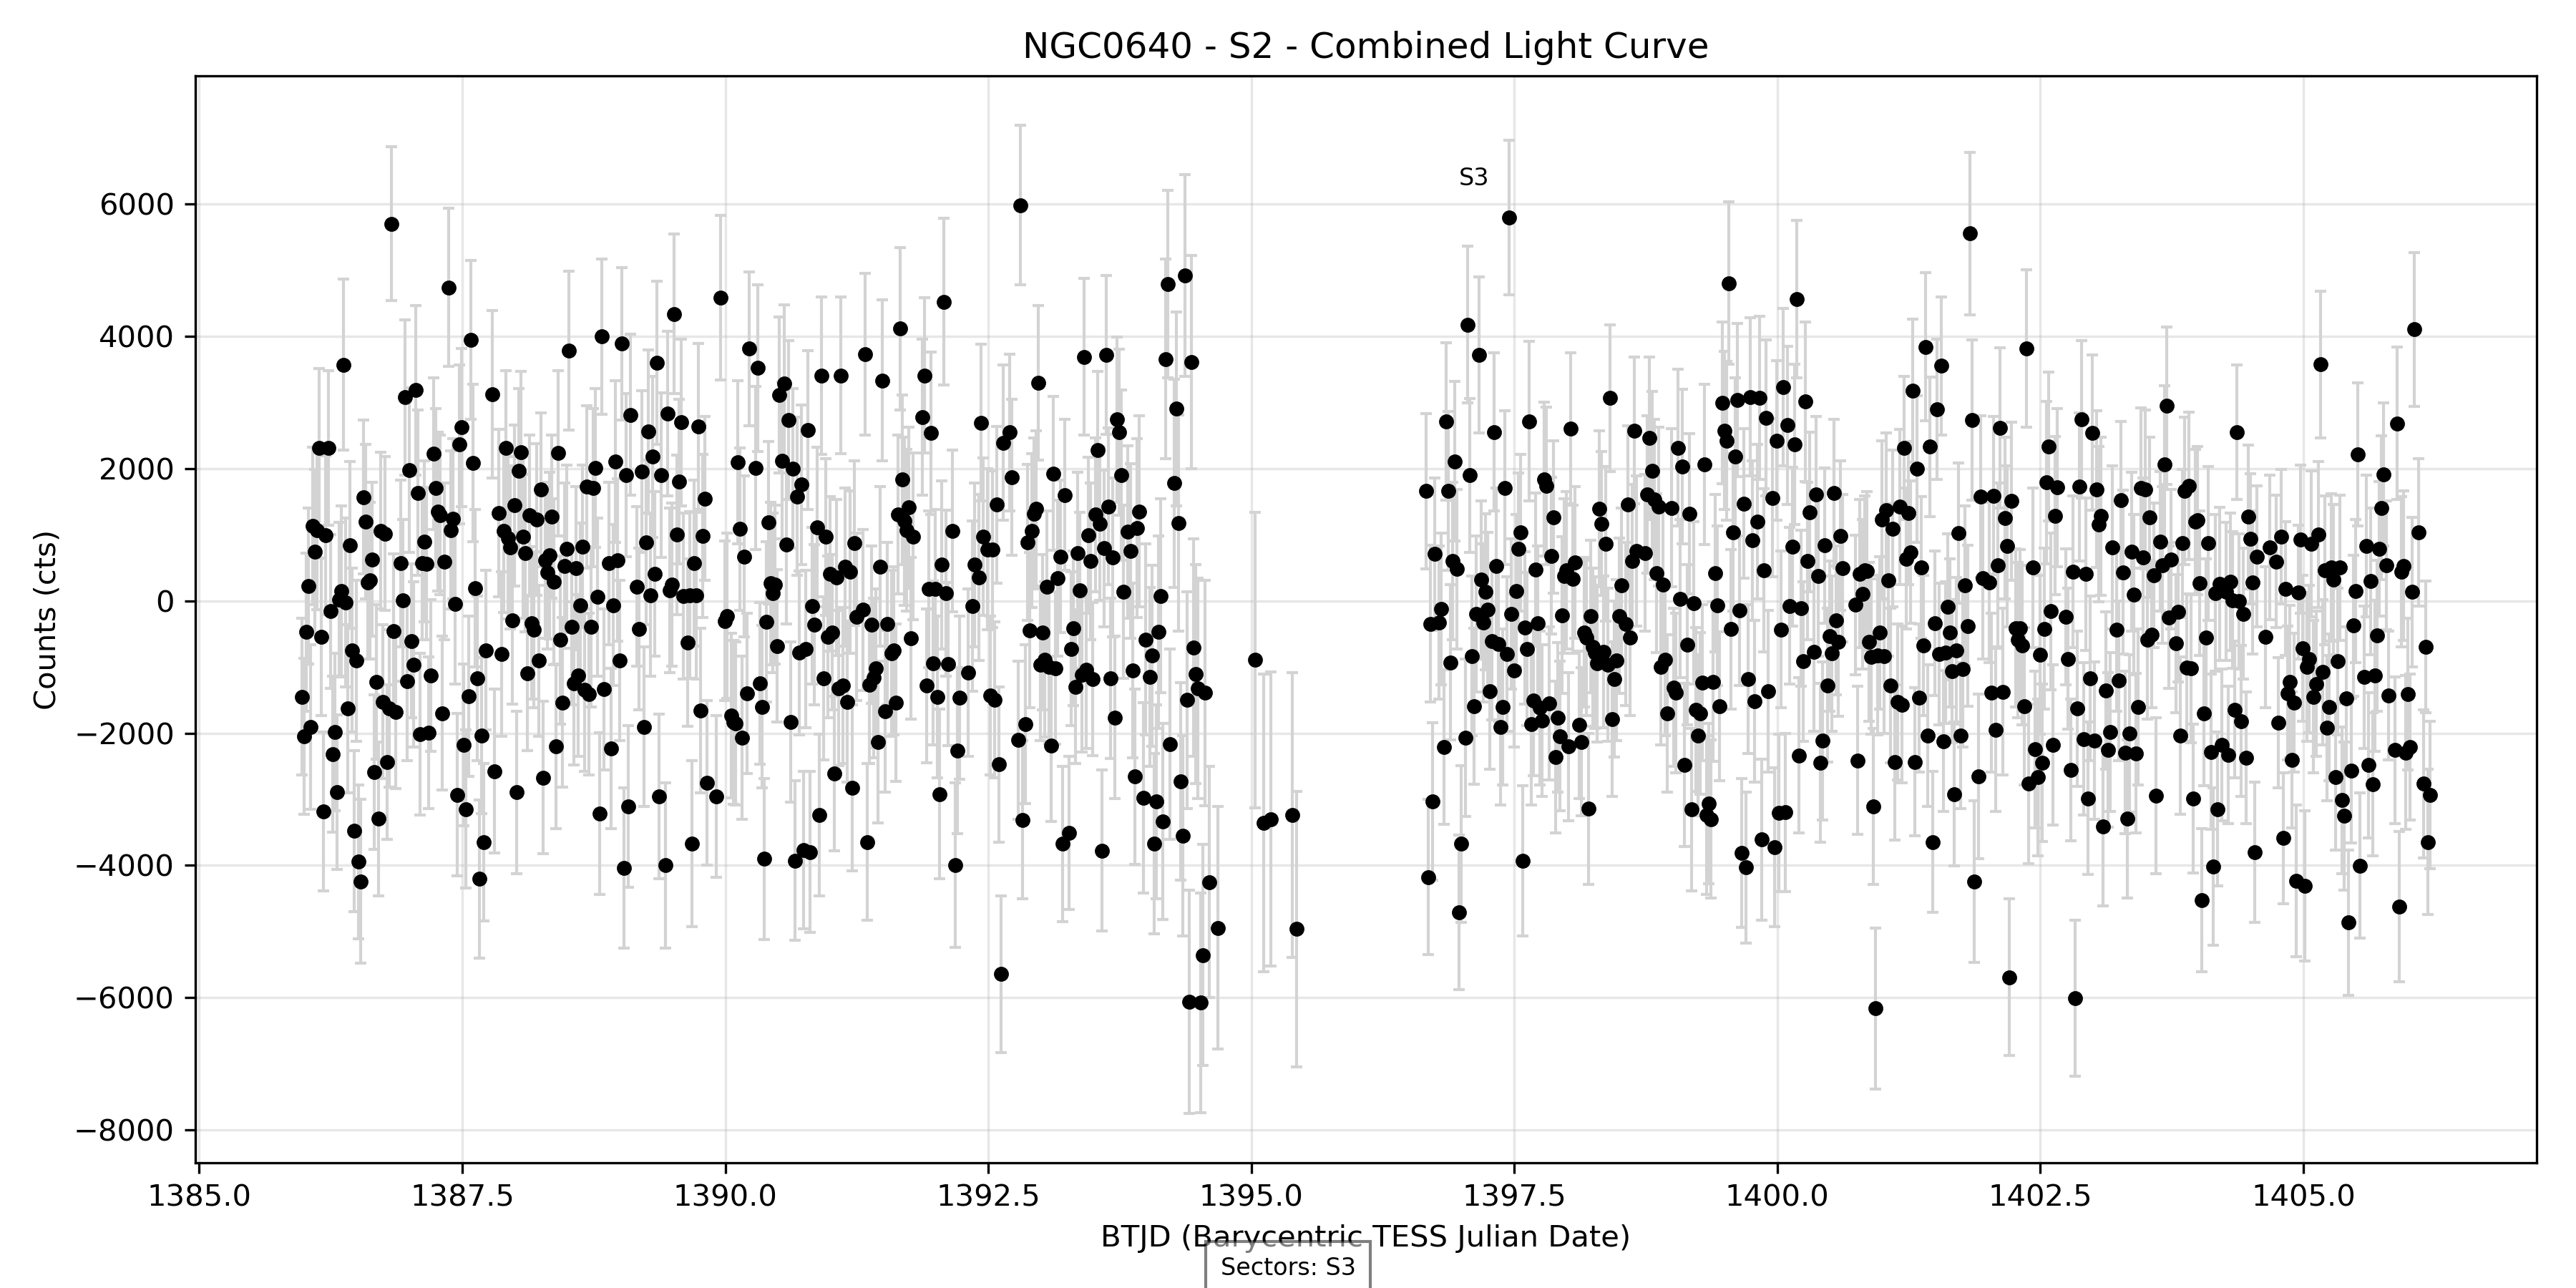 NGC0640 - S2 - Combined Light Curve
S3
6000
4000
2000
0
−2000
−4000
−6000
−8000
Counts (cts)
1385.0 1387.5 1390.0 1392.5 1395.0 1397.5 1400.0 1402.5 1405.0
BTJD (Barycentric TESS Julian Date)
Sectors: S3